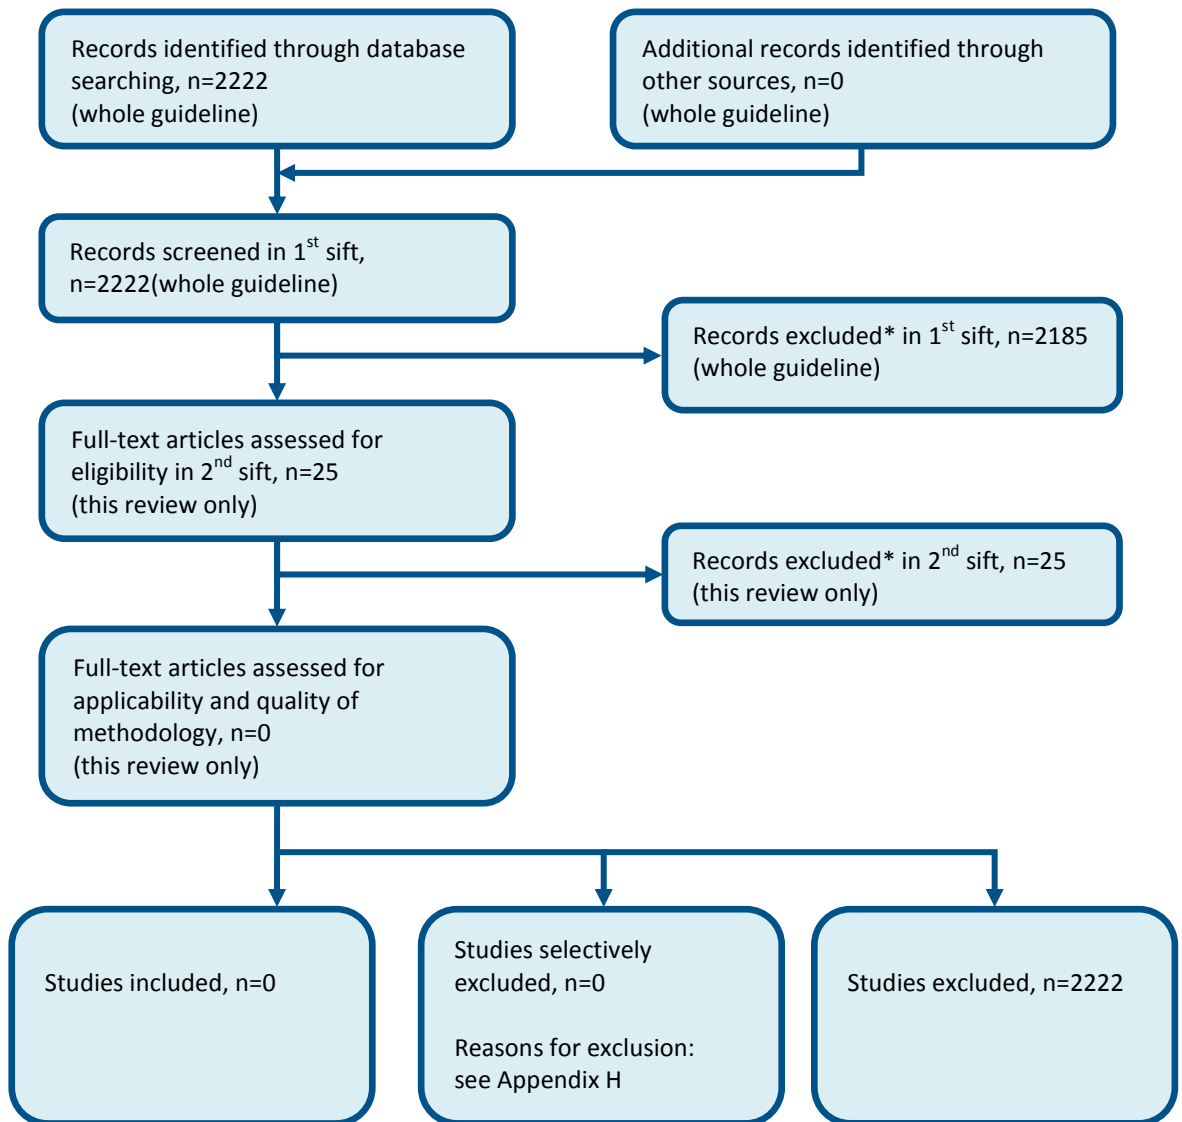 Records identified through database
searching, n=2222
(whole guideline)
Additional records identified through
other sources, n=0
(whole guideline)
Records screened in 1st sift,
n=2222(whole guideline)
Records excluded* in 1st sift, n=2185
(whole guideline)
Full-text articles assessed for
eligibility in 2nd sift, n=25
(this review only)
Records excluded* in 2nd sift, n=25
(this review only)
Full-text articles assessed for
applicability and quality of
methodology, n=0
(this review only)
Studies included, n=0
Studies selectively
excluded, n=0
Reasons for exclusion:
see Appendix H
Studies excluded, n=2222